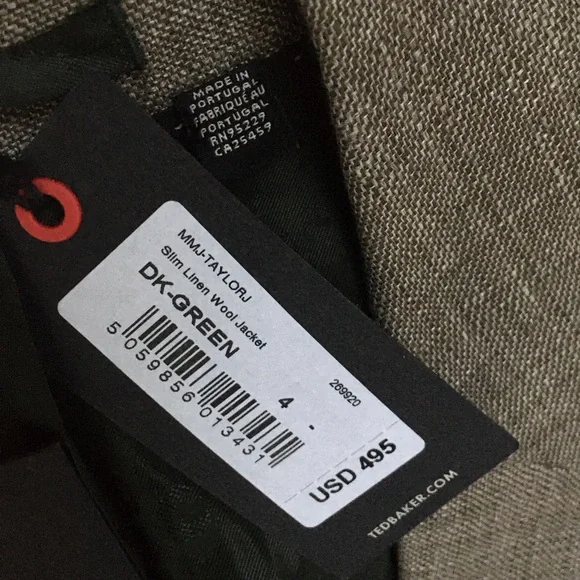 MADE IN
PORTUGAL
FABRIQUÉ AU
PORTUGAL
RN95229
CA25459
MMJ-TAYLORJ
Slim Linen Wool Jacket
DK-GREEN
269920
4 -
5 059856 013431
USD 495
TEDBAKER.COM